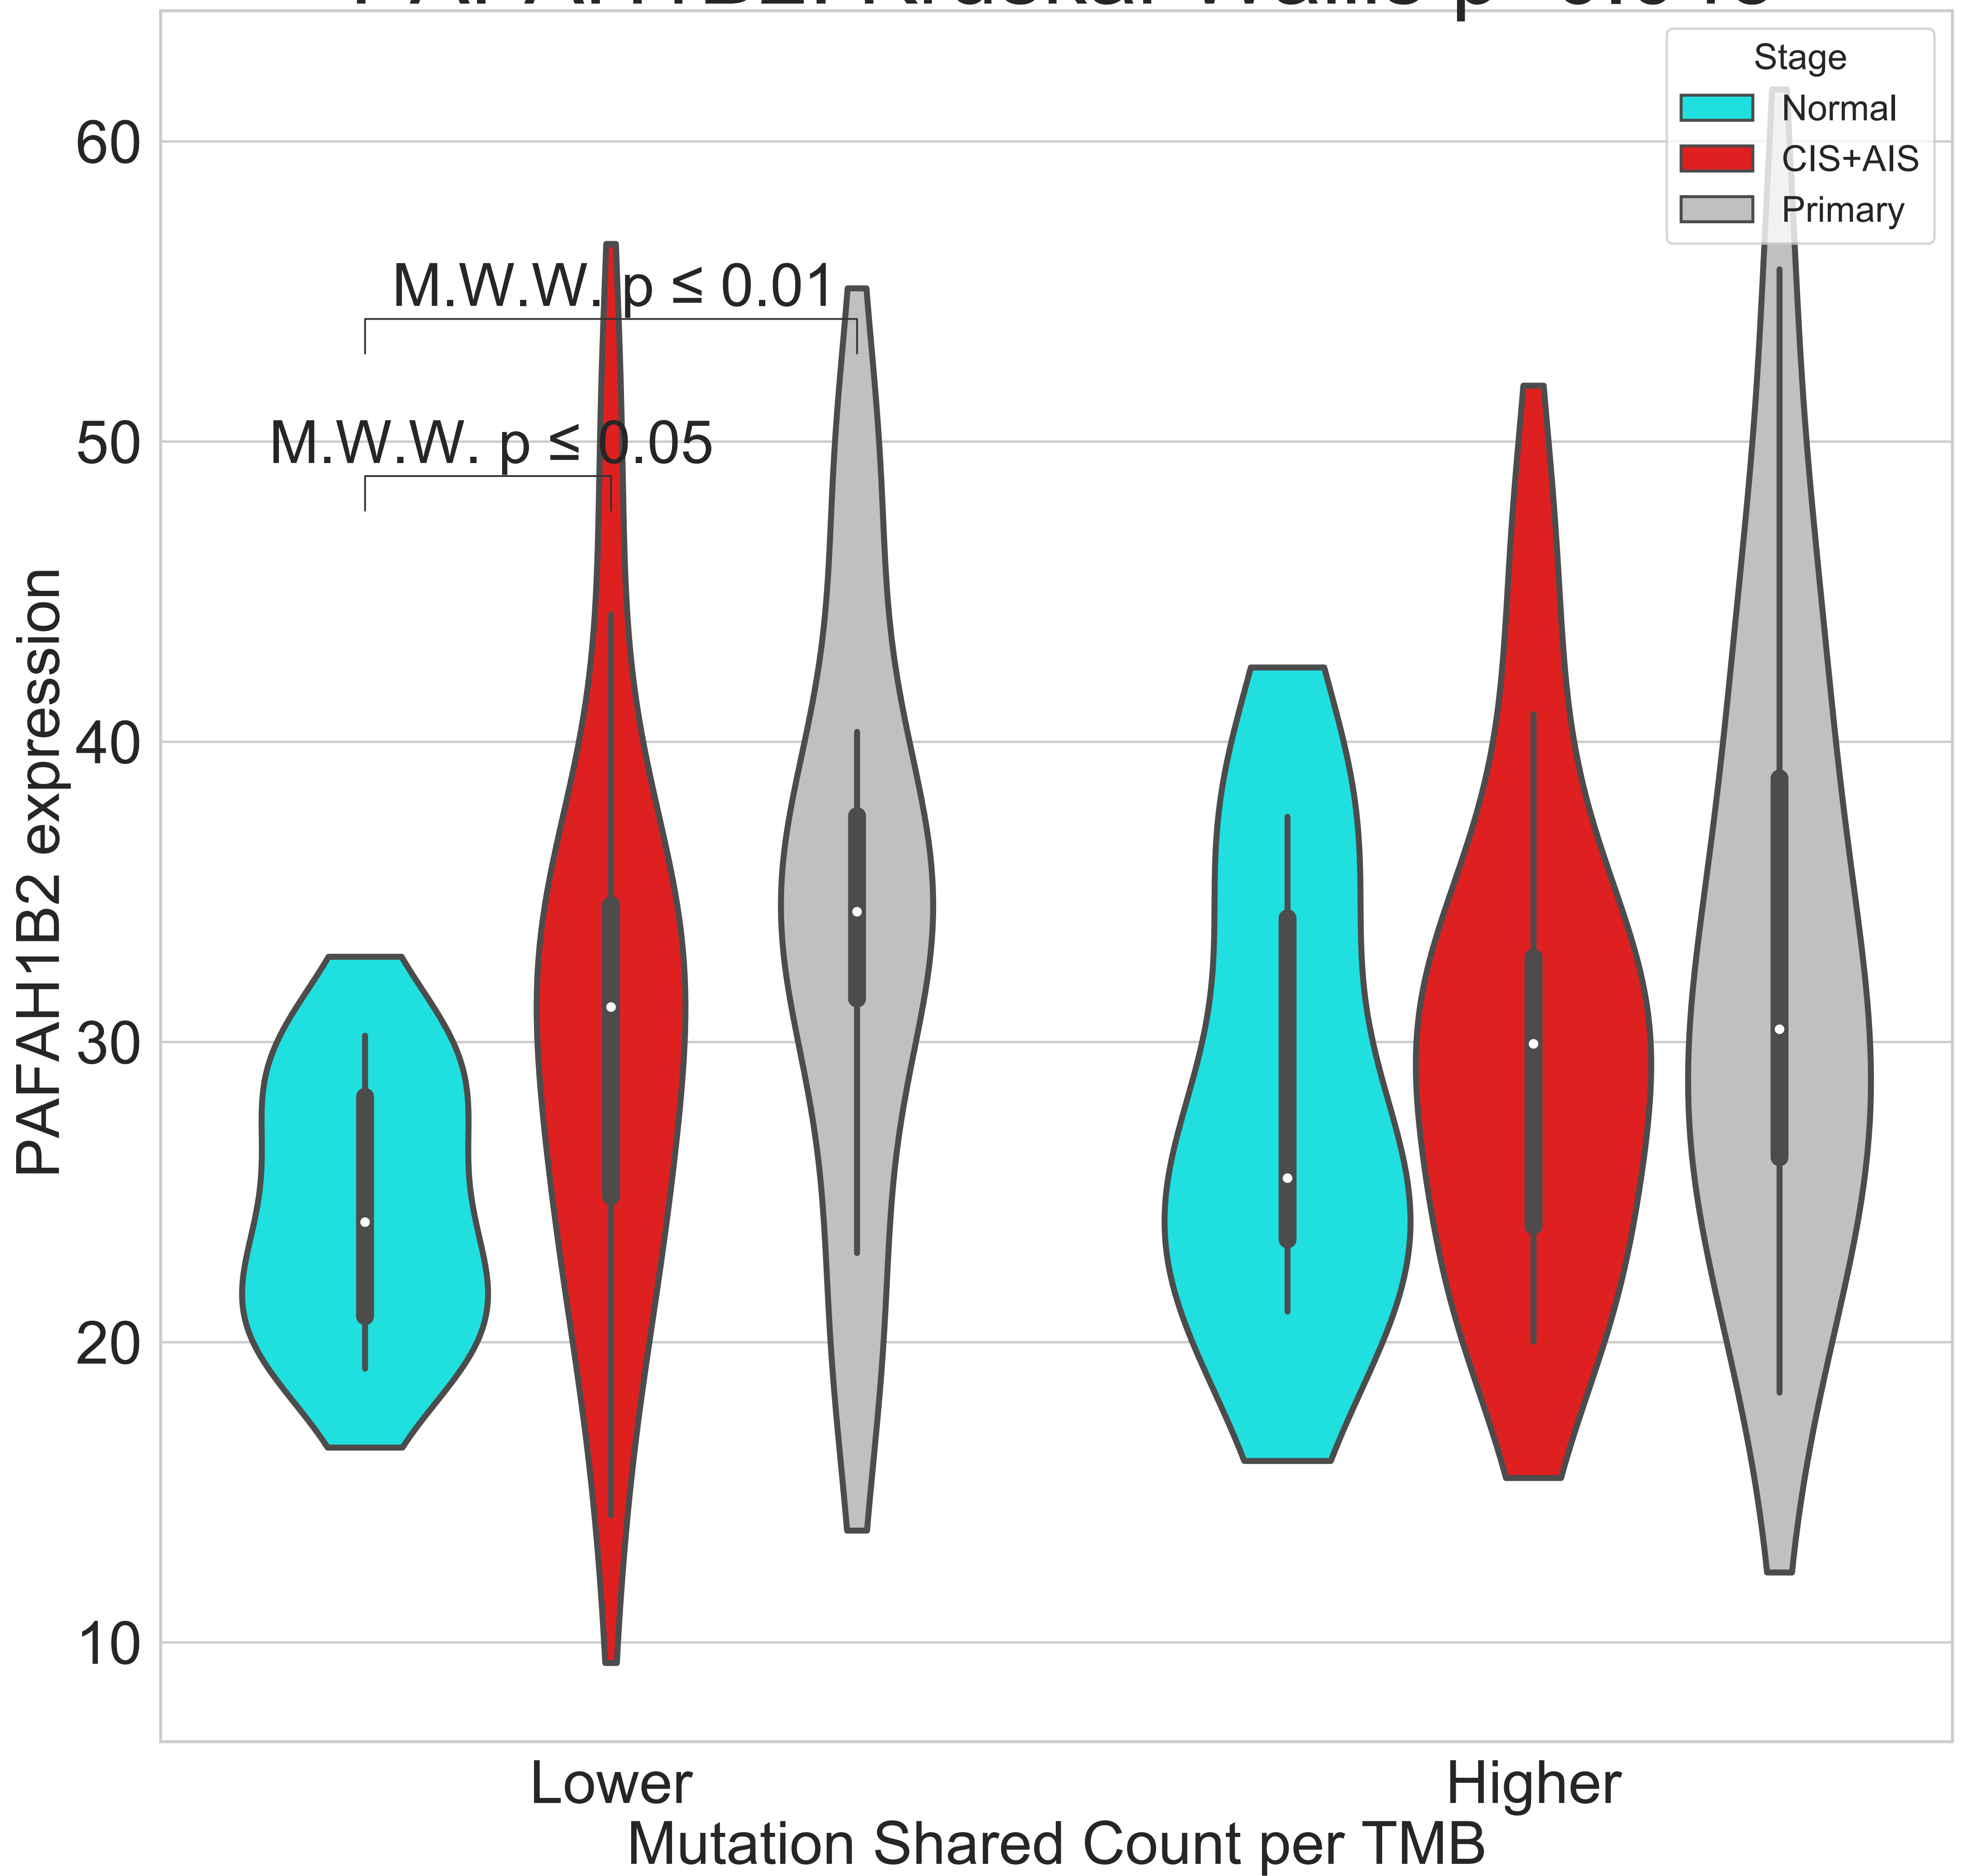 Stage
Normal
CIS+AIS
Primary
60
50
40
30
20
10
PAFAH1B2 expression
M.W.W. p ≤ 0.01
M.W.W. p ≤ 0.05
Lower
Higher
Mutation Shared Count per TMB